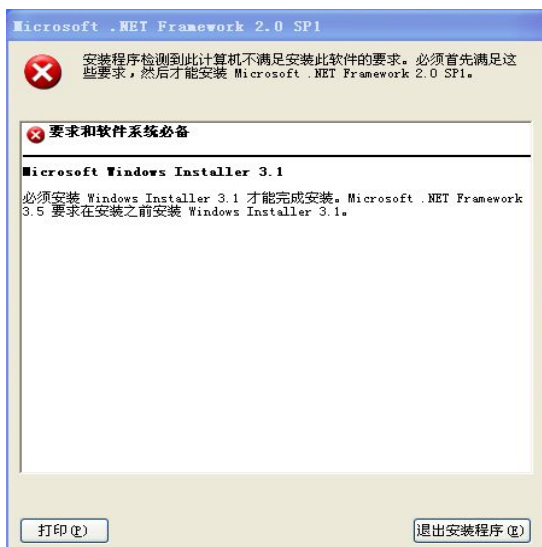 Microsoft .NET Framework 2.0 SP1
安装程序检测到此计算机不满足安装此软件的要求。必须首先满足这
些要求，然后才能安装 Microsoft .NET Framework 2.0 SP1。
要求和软件系统必备
Microsoft Windows Installer 3.1
必须安装 Windows Installer 3.1 才能完成安装。Microsoft .NET Framework
3.5 要求在安装之前安装 Windows Installer 3.1。
打印(P)
退出安装程序(E)